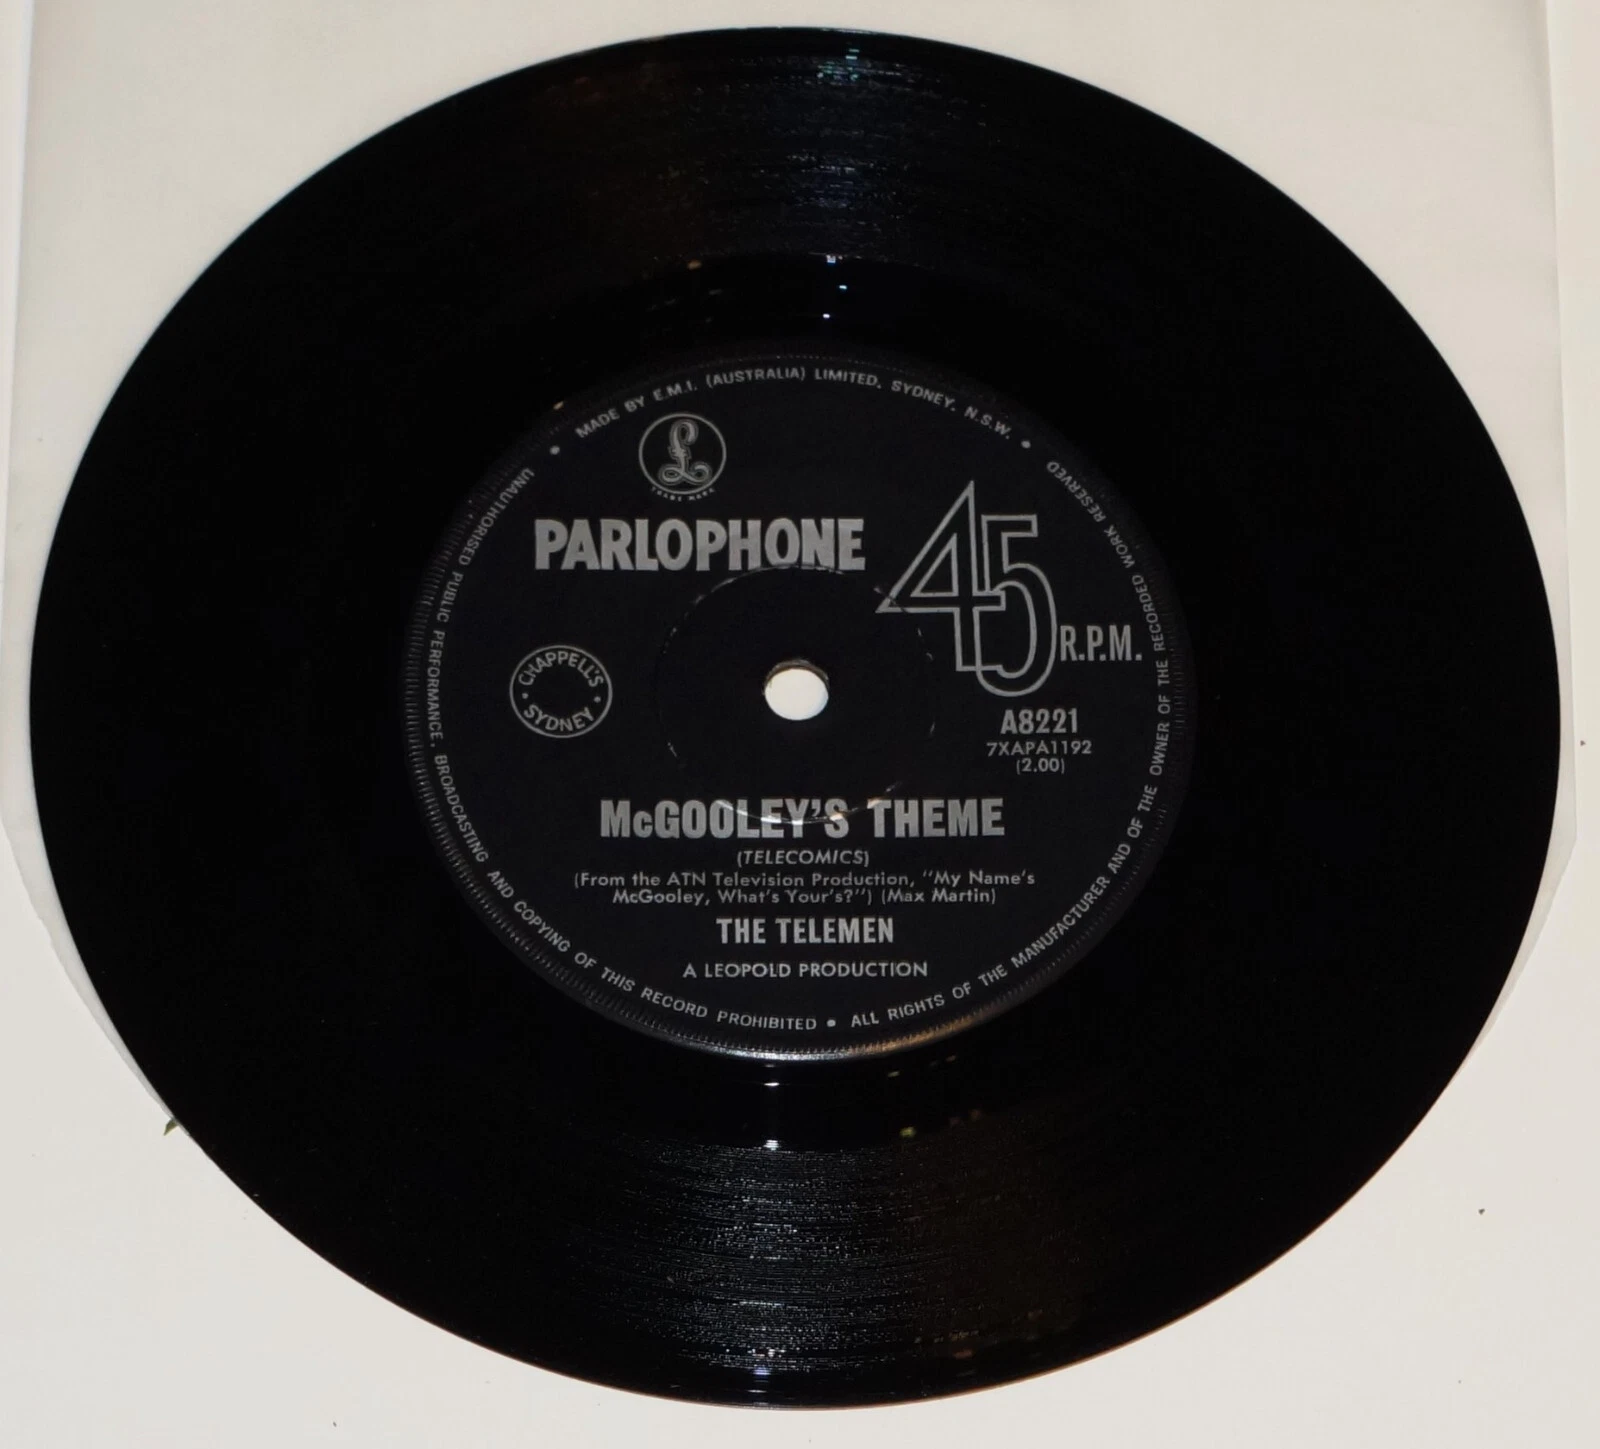 MADE BY E.M.I. (AUSTRALIA) LIMITED. SYDNEY. N.S.W. •
UNAUTHORISED PUBLIC PERFORMANCE, BROADCASTING AND COPYING OF THIS RECORD PROHIBITED • ALL RIGHTS OF THE MANUFACTURER AND OF THE OWNER OF THE RECORDED WORK RESERVED
£
TRADE MARK
PARLOPHONE
45 R.P.M.
CHAPPELL'S
• SYDNEY •
A8221
7XAPA1192
(2.00)
McGOOLEY'S THEME
(TELECOMICS)
(From the ATN Television Production, "My Name's
McGooley, What's Your's?") (Max Martin)
THE TELEMEN
A LEOPOLD PRODUCTION